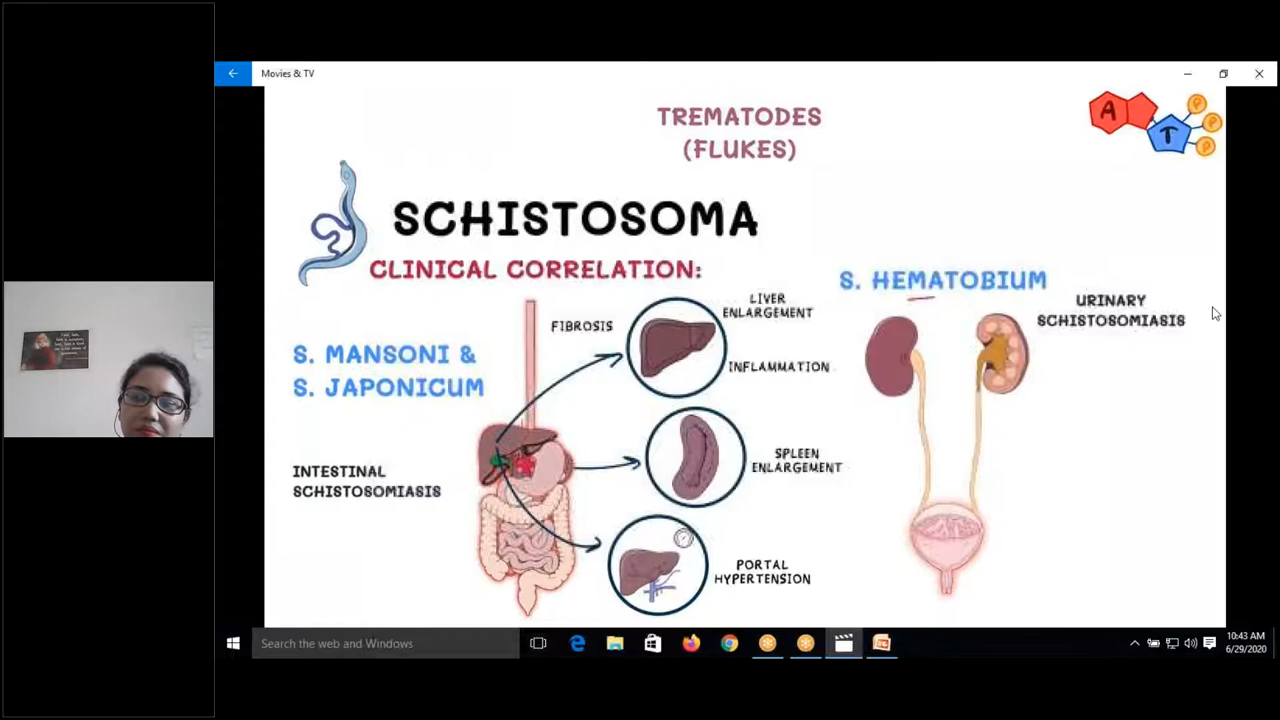 Movies & TV
A
T
P
P
P
TREMATODES
(FLUKES)
SCHISTOSOMA
CLINICAL CORRELATION:
S. MANSONI &
S. JAPONICUM
INTESTINAL
SCHISTOSOMIASIS
FIBROSIS
LIVER
ENLARGEMENT
INFLAMMATION
SPLEEN
ENLARGEMENT
PORTAL
HYPERTENSION
S. HEMATOBIUM
URINARY
SCHISTOSOMIASIS
Search the web and Windows
10:43 AM
6/29/2020